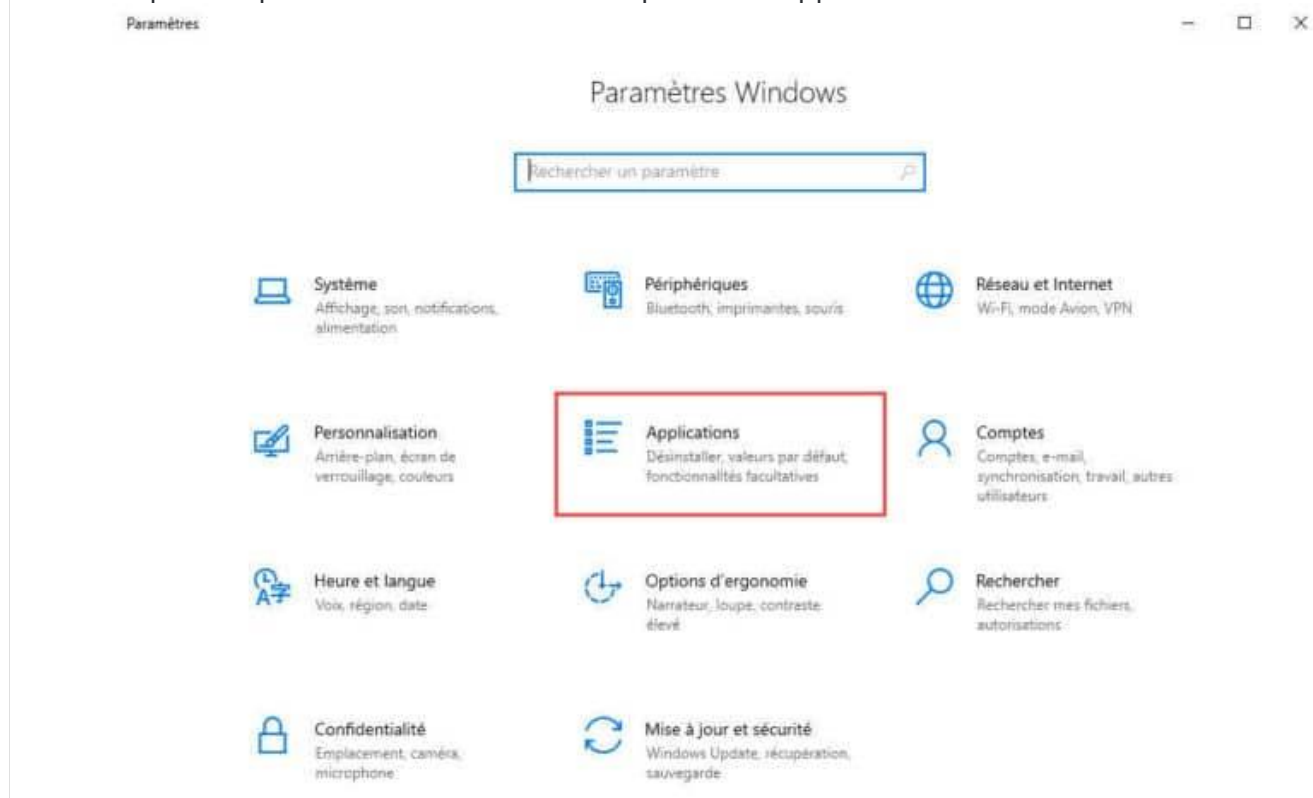 Paramètres
Paramètres Windows
Rechercher un paramètre
Système
Affichage, son, notifications,
alimentation
Périphériques
Bluetooth, imprimantes, souris
Réseau et Internet
Wi-Fi, mode Avion, VPN
Personnalisation
Arrière-plan, écran de
verrouillage, couleurs
Applications
Désinstaller, valeurs par défaut,
fonctionnalités facultatives
Comptes
Comptes, e-mail,
synchronisation, travail, autres
utilisateurs
Heure et langue
Voix, région, date
Options d'ergonomie
Narrateur, loupe, contraste
élevé
Rechercher
Rechercher mes fichiers,
autorisations
Confidentialité
Emplacement, caméra,
microphone
Mise à jour et sécurité
Windows Update, récupération,
sauvegarde